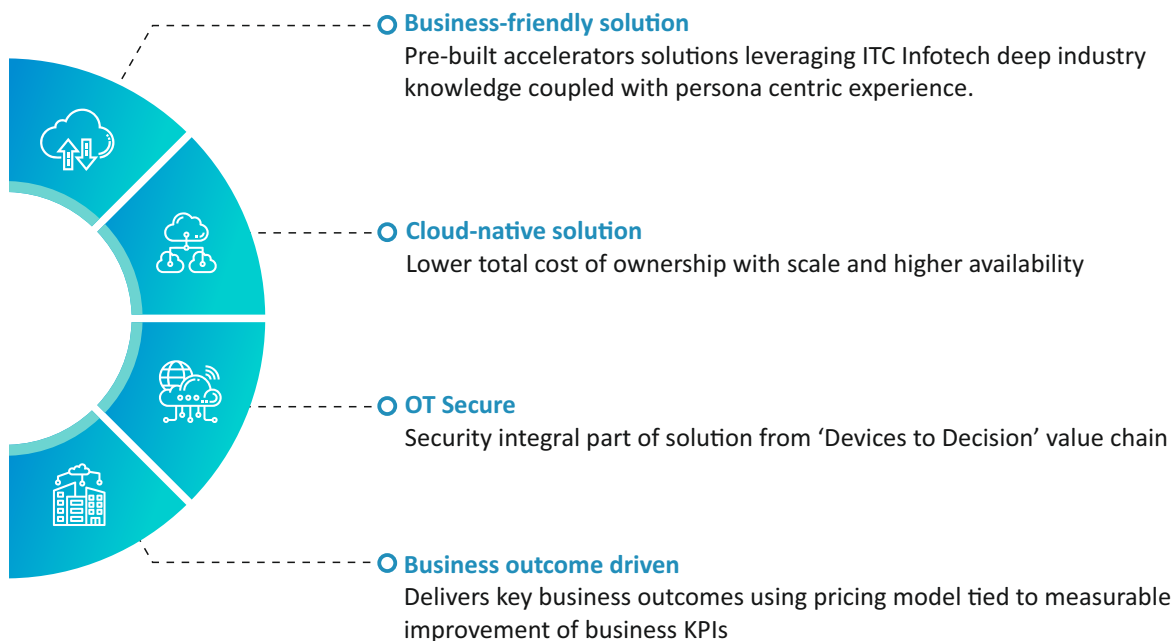 Business-friendly solution
Pre-built accelerators solutions leveraging ITC Infotech deep industry
knowledge coupled with persona centric experience.
Cloud-native solution
Lower total cost of ownership with scale and higher availability
OT Secure
Security integral part of solution from ‘Devices to Decision’ value chain
Business outcome driven
Delivers key business outcomes using pricing model tied to measurable
improvement of business KPIs